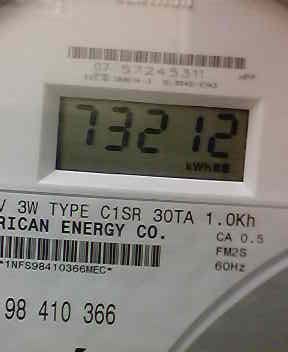 07 57245311
73212
kWh
V 3W TYPE C1SR 30TA 1.0Kh
RICAN ENERGY CO.
CA 0.5
FM2S
60Hz
*1NFS98410366MEC*
98 410 366